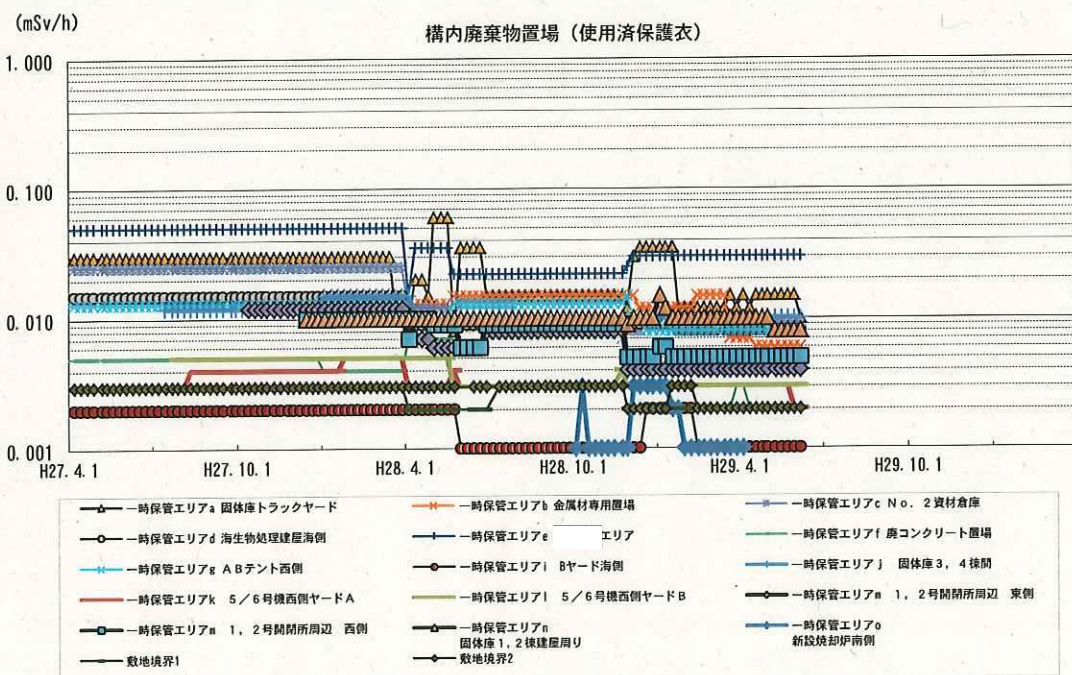 (mSv/h)
構内廃棄物置場（使用済保護衣）
1.000
0.100
0.010
0.001
H27.4.1
H27.10.1
H28.4.1
H28.10.1
H29.4.1
H29.10.1
一時保管エリアa 固体庫トラックヤード
一時保管エリアb 金属材専用置場
一時保管エリアc No. 2資材倉庫
一時保管エリアd 海生物処理建屋海側
一時保管エリアe エリア
一時保管エリアf 廃コンクリート置場
一時保管エリアg ABテント西側
一時保管エリアi Bヤード海側
一時保管エリアj 固体庫3, 4棟間
一時保管エリアk 5／6号機西側ヤードA
一時保管エリアl 5／6号機西側ヤードB
一時保管エリアm 1, 2号開閉所周辺 東側
一時保管エリアm 1, 2号開閉所周辺 西側
一時保管エリアn
固体庫1, 2棟建屋周り
一時保管エリアo
新設焼却炉南側
敷地境界1
敷地境界2